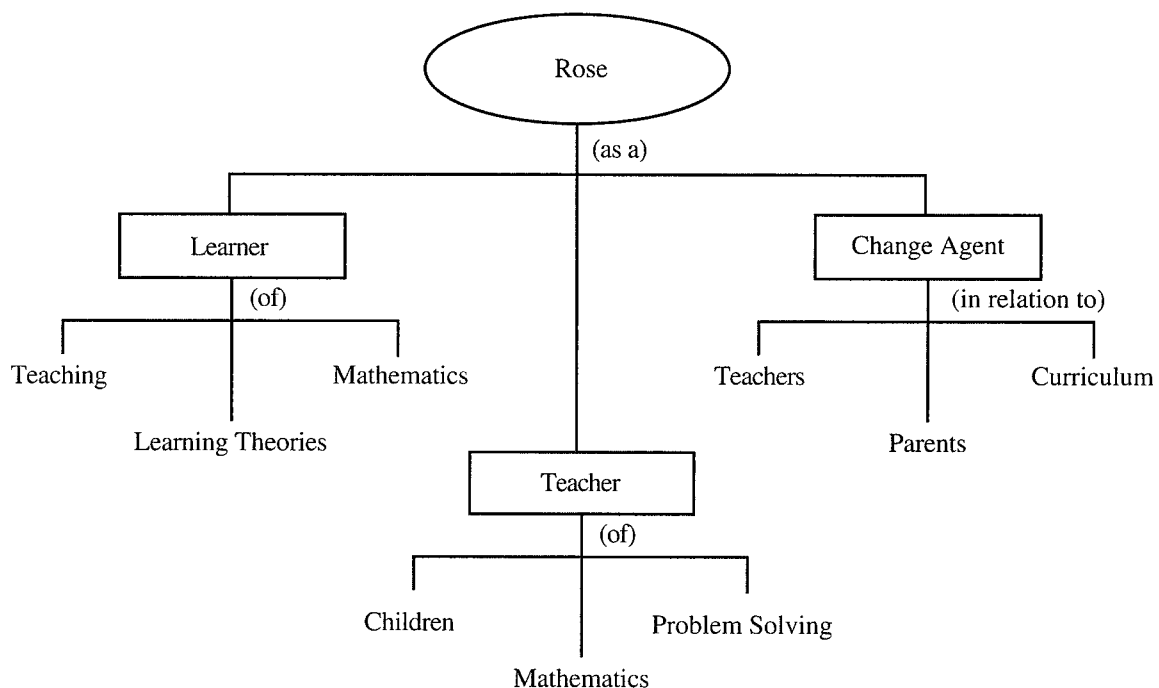 Rose
(as a)
Learner
Change Agent
(of)
(in relation to)
Teaching
Mathematics
Teachers
Curriculum
Learning Theories
Parents
Teacher
(of)
Children
Problem Solving
Mathematics